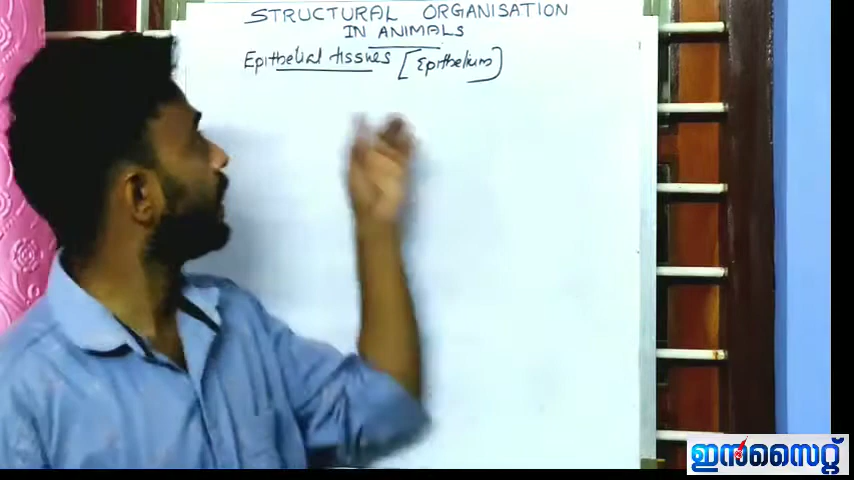 STRUCTURAL ORGANISATION
IN ANIMALS
Epithelial tissues [Epithelium]
ഇൻസൈറ്റ്